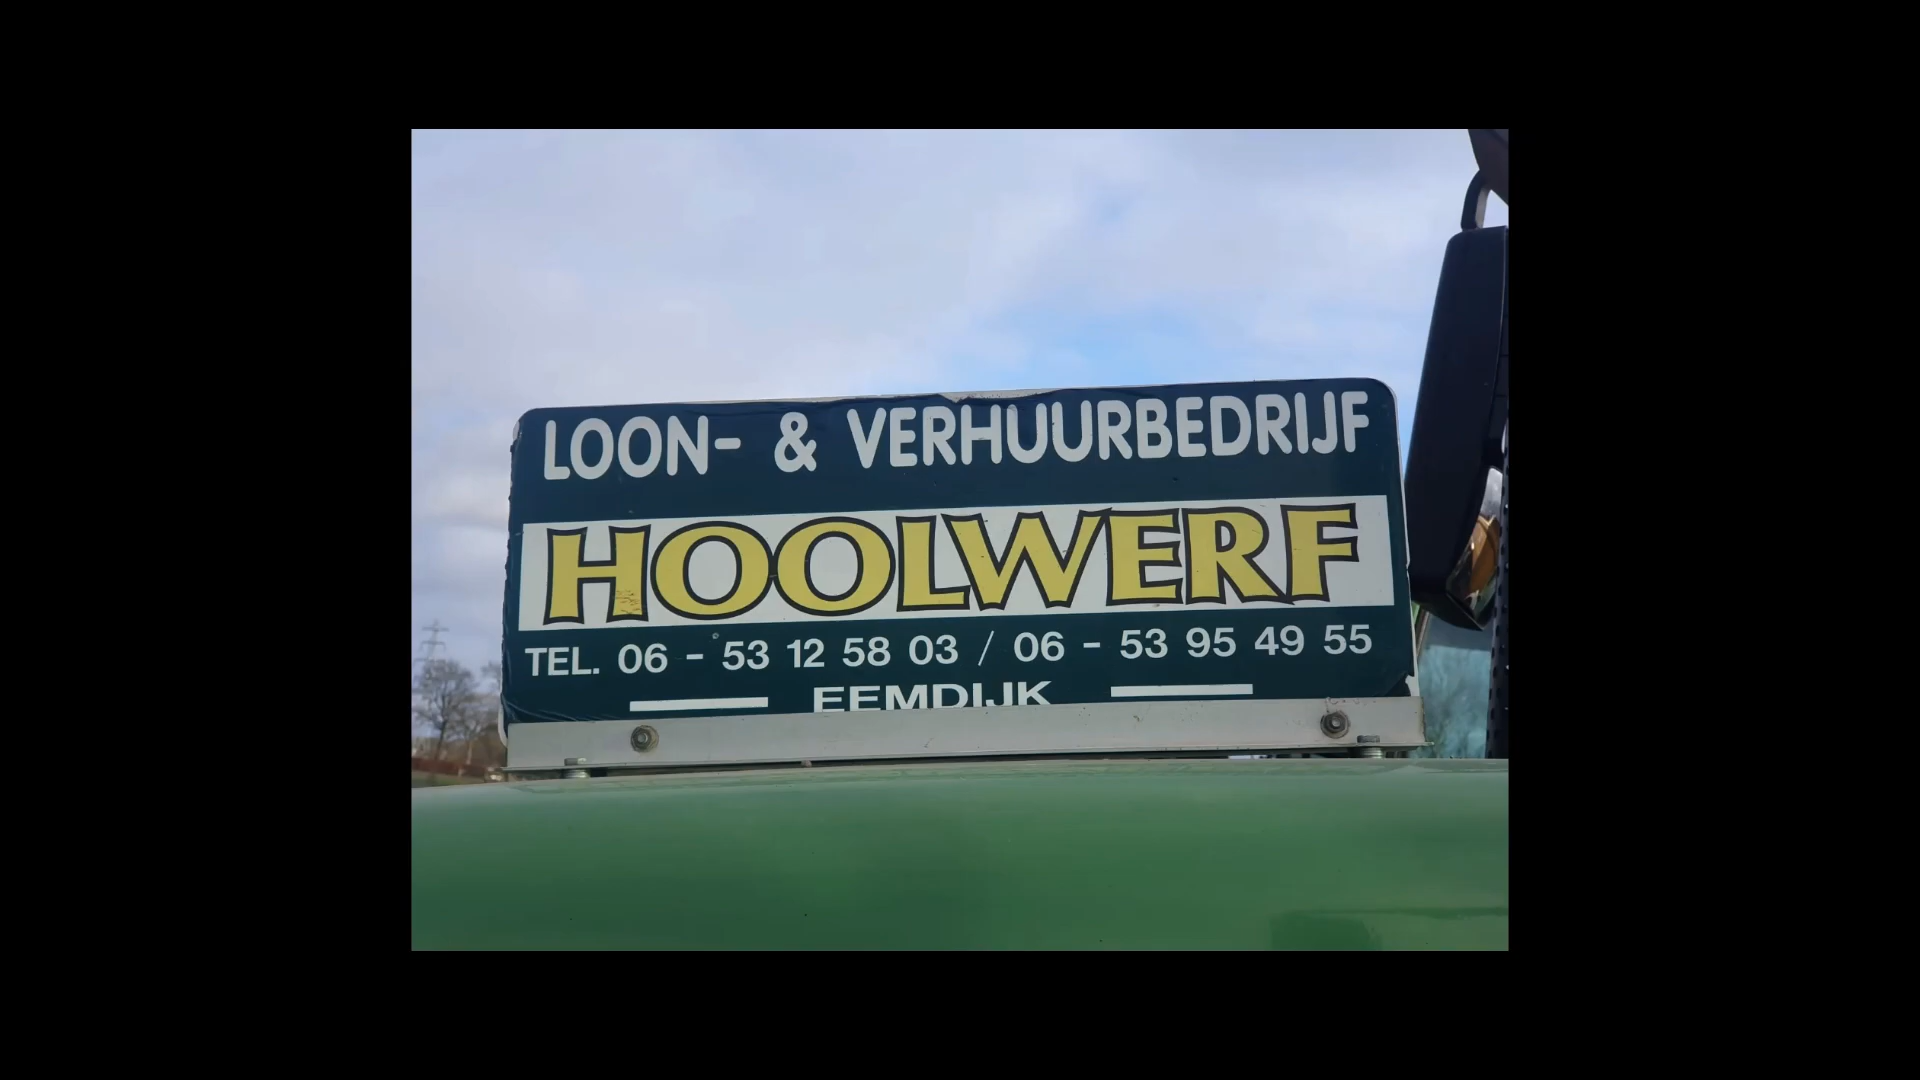 LOON- & VERHUURBEDRIJF
HOOLWERF
TEL. 06 - 53 12 58 03 / 06 - 53 95 49 55
EEMDIJK